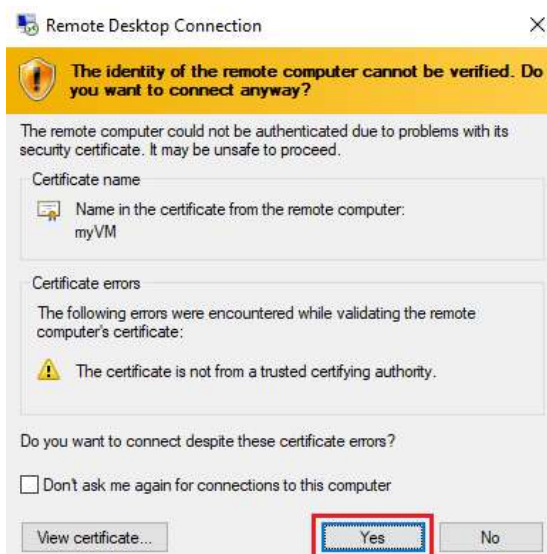 Remote Desktop Connection
The identity of the remote computer cannot be verified. Do
you want to connect anyway?
The remote computer could not be authenticated due to problems with its
security certificate. It may be unsafe to proceed.
Certificate name
Name in the certificate from the remote computer:
myVM
Certificate errors
The following errors were encountered while validating the remote
computer's certificate:
The certificate is not from a trusted certifying authority.
Do you want to connect despite these certificate errors?
Don't ask me again for connections to this computer
View certificate... Yes No